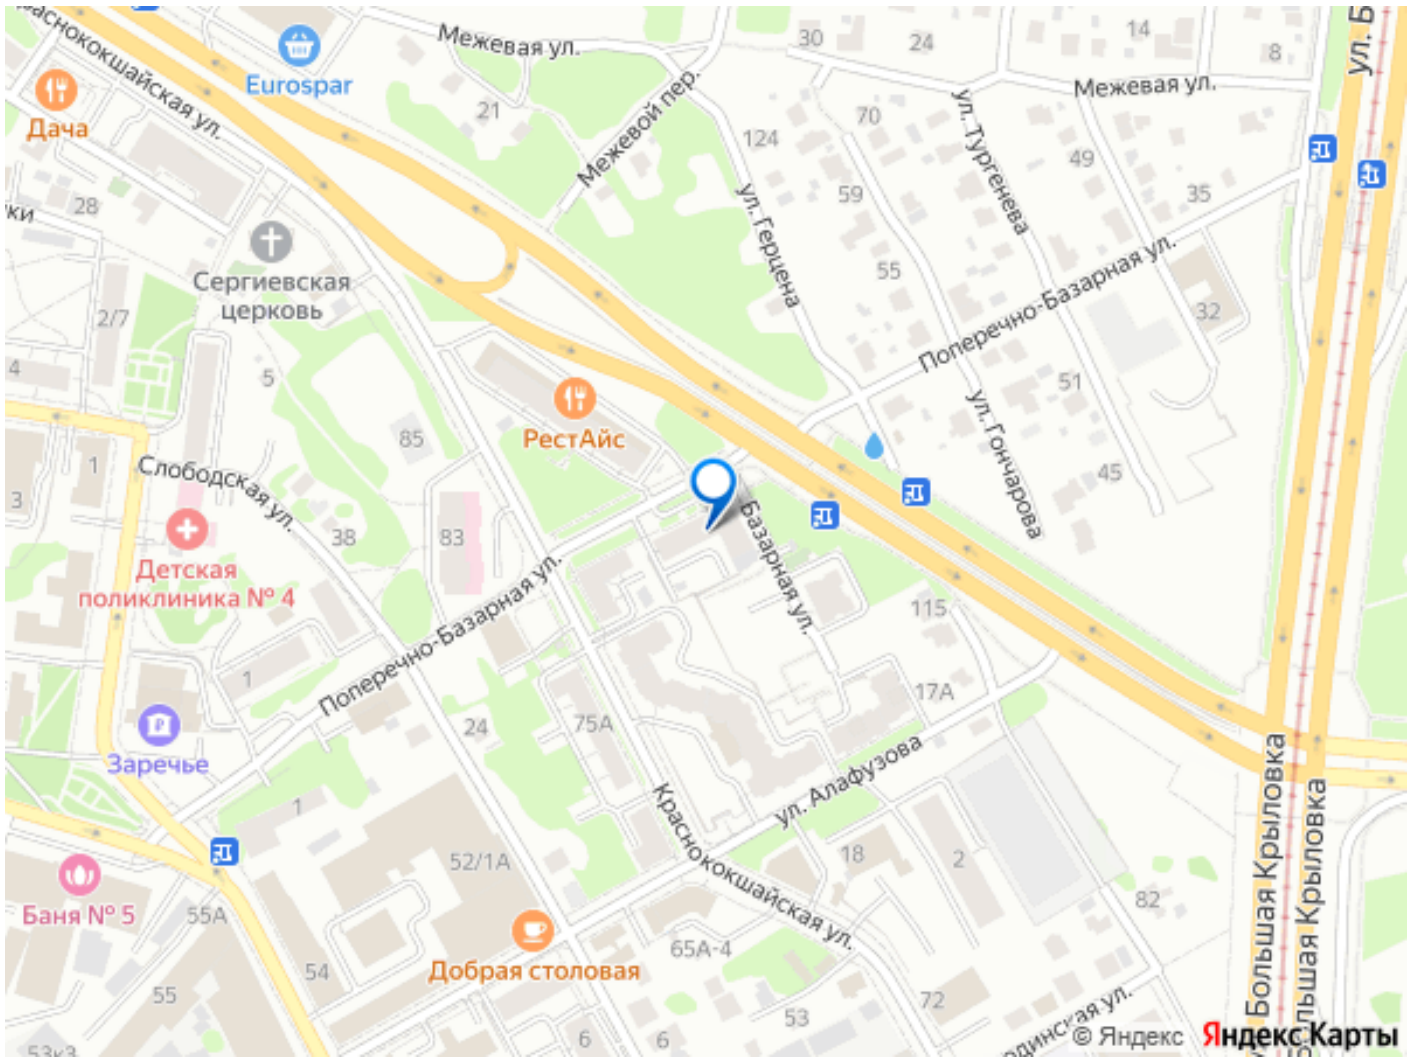 Межевая ул.
30
24
14
8
ул. Б
Краснококшайская ул.
Eurospar
Дача
21
Межевой пер.
Межевая ул.
124
70
ул. Тургенева
49
59
35
28
ки
ул. Герцена
Сергиевская
церковь
55
Поперечно-Базарная ул.
2/7
32
4
5
51
РестАйс
85
ул. Гончарова
1
Слободская ул.
45
3
38
83
Базарная ул.
Детская
поликлиника № 4
115
Поперечно-Базарная ул.
1
17А
24
75А
Заречье
ул. Алафузова
Большая Крыловка
Большая Крыловка
1
Краснококшайская ул.
52/1А
18
2
82
Баня № 5
55А
65А-4
Добрая столовая
54
55
72
53
6
6
53к3
одинская ул.
© Яндекс Яндекс Карты